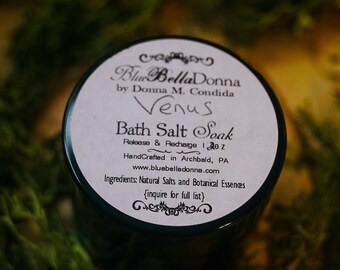 BlueBellaDonna
by Donna M. Condida
Venus
Bath Salt Soak
Release & Recharge | 2oz
HandCrafted in Archbald, PA
www.bluebelladonna.com
Ingredients: Natural Salts and Botanical Essences
{inquire for full list}